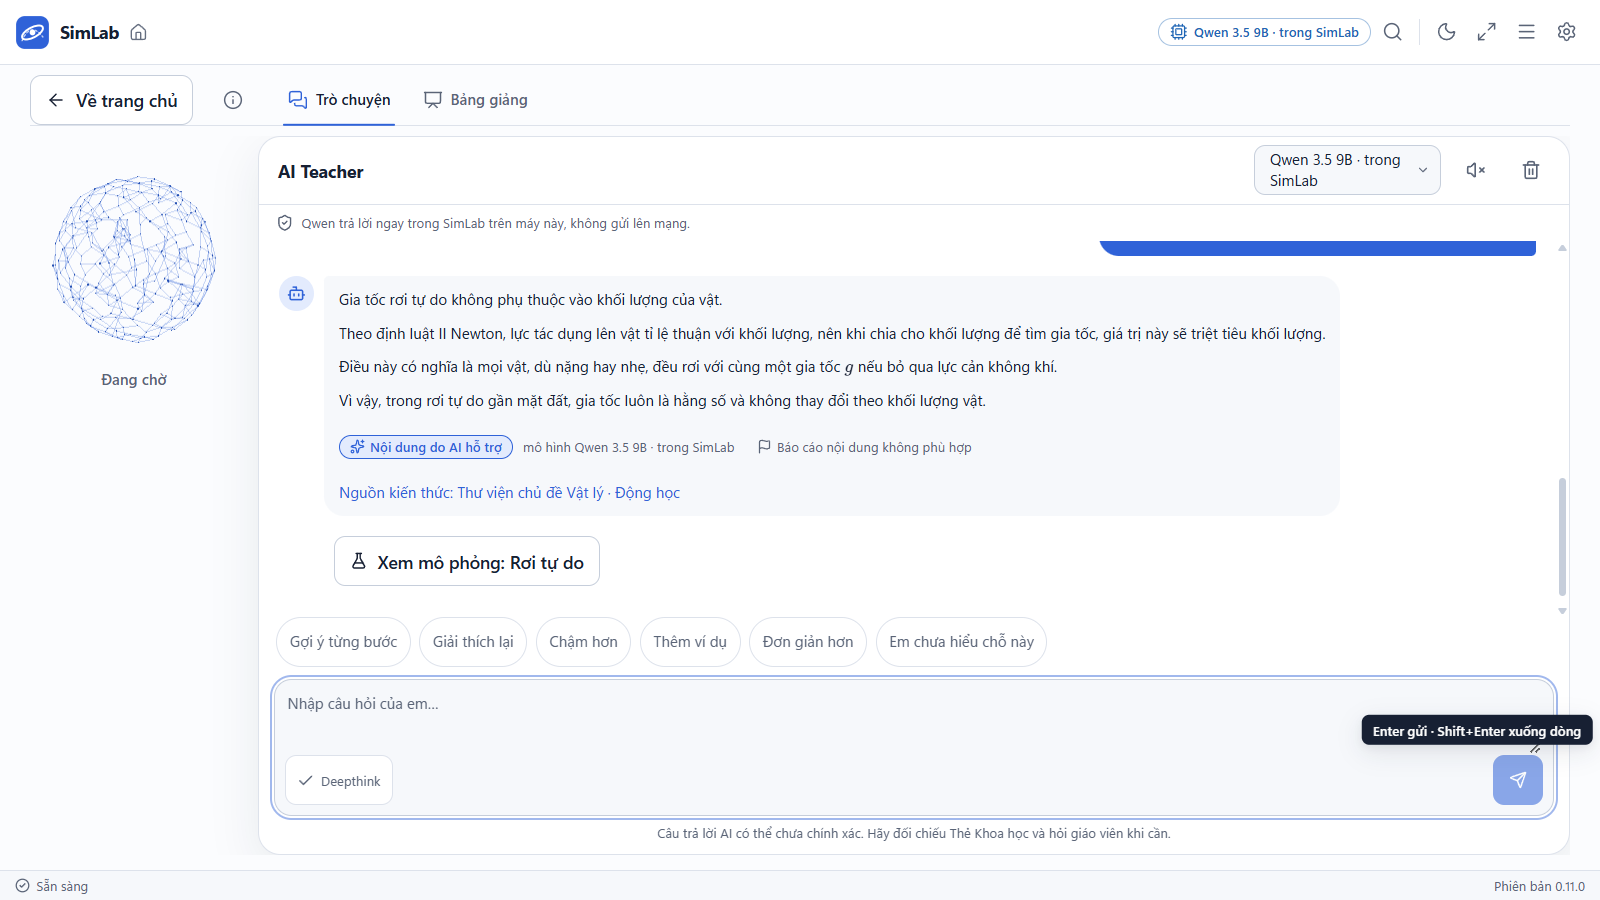 SimLab
Qwen 3.5 9B · trong SimLab
Về trang chủ
Trò chuyện
Bảng giảng
AI Teacher
Qwen 3.5 9B · trong
SimLab
Qwen trả lời ngay trong SimLab trên máy này, không gửi lên mạng.
Đang chờ
Gia tốc rơi tự do không phụ thuộc vào khối lượng của vật.
Theo định luật II Newton, lực tác dụng lên vật tỉ lệ thuận với khối lượng, nên khi chia cho khối lượng để tìm gia tốc, giá trị này sẽ triệt tiêu khối lượng.
Điều này có nghĩa là mọi vật, dù nặng hay nhẹ, đều rơi với cùng một gia tốc g nếu bỏ qua lực cản không khí.
Vì vậy, trong rơi tự do gần mặt đất, gia tốc luôn là hằng số và không thay đổi theo khối lượng vật.
Nội dung do AI hỗ trợ
mô hình Qwen 3.5 9B · trong SimLab
Báo cáo nội dung không phù hợp
Nguồn kiến thức: Thư viện chủ đề Vật lý · Động học
Xem mô phỏng: Rơi tự do
Gợi ý từng bước
Giải thích lại
Chậm hơn
Thêm ví dụ
Đơn giản hơn
Em chưa hiểu chỗ này
Nhập câu hỏi của em...
Enter gửi · Shift+Enter xuống dòng
Deepthink
Câu trả lời AI có thể chưa chính xác. Hãy đối chiếu Thẻ Khoa học và hỏi giáo viên khi cần.
Sẵn sàng
Phiên bản 0.11.0